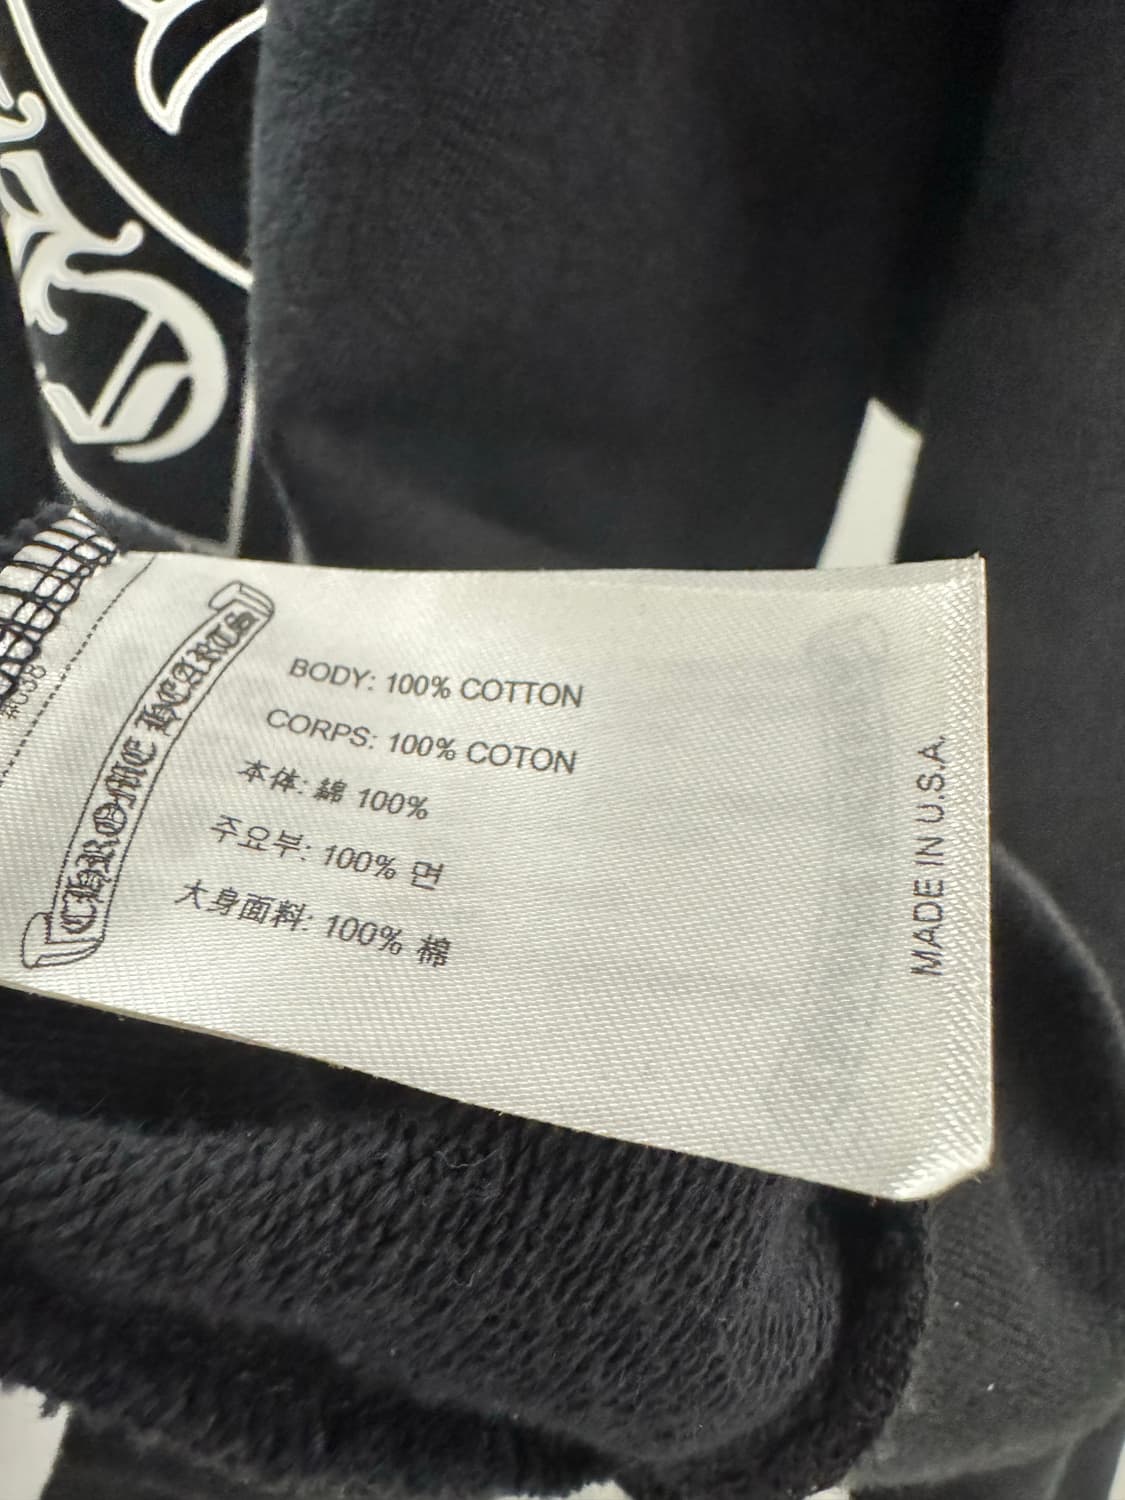 CHROME HEARTS
BODY: 100% COTTON
CORPS: 100% COTON
本体: 綿 100%
주요부: 100% 면
大身面料: 100% 棉
MADE IN U.S.A.